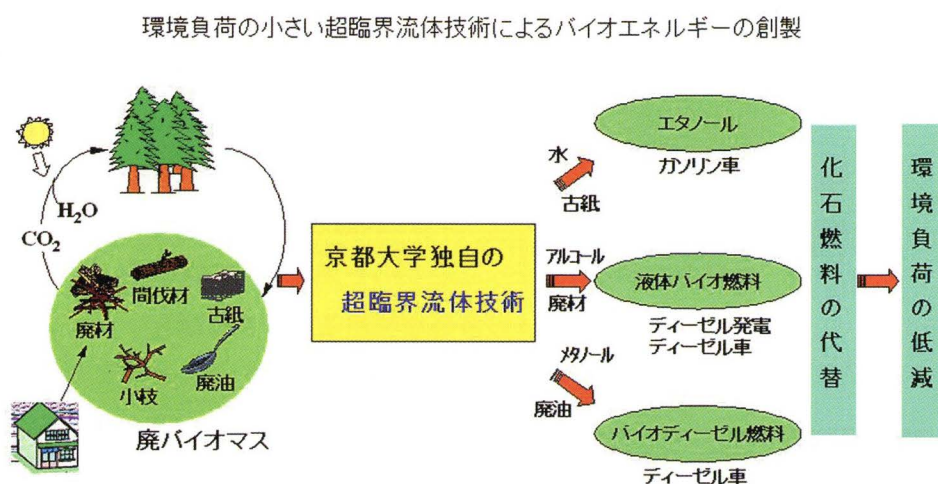 環境負荷の小さい超臨界流体技術によるバイオエネルギーの創製
H₂O
CO₂
間伐材
古紙
廃材
小枝
廃油
廃バイオマス
京都大学独自の
超臨界流体技術
水
古紙
エタノール
ガソリン車
アルコール
廃材
液体バイオ燃料
ディーゼル発電
ディーゼル車
メタノール
廃油
バイオディーゼル燃料
ディーゼル車
化石燃料の代替
環境負荷の低減